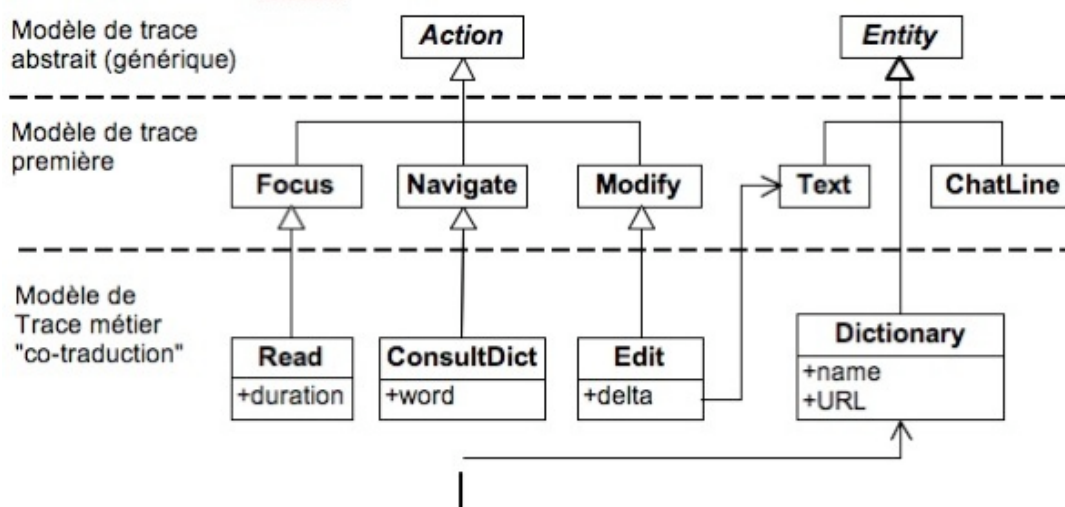 Modèle de trace
abstrait (générique)
Action
Entity
Modèle de trace
première
Focus
Navigate
Modify
Text
ChatLine
Modèle de
Trace métier
"co-traduction"
Read
+duration
ConsultDict
+word
Edit
+delta
Dictionary
+name
+URL